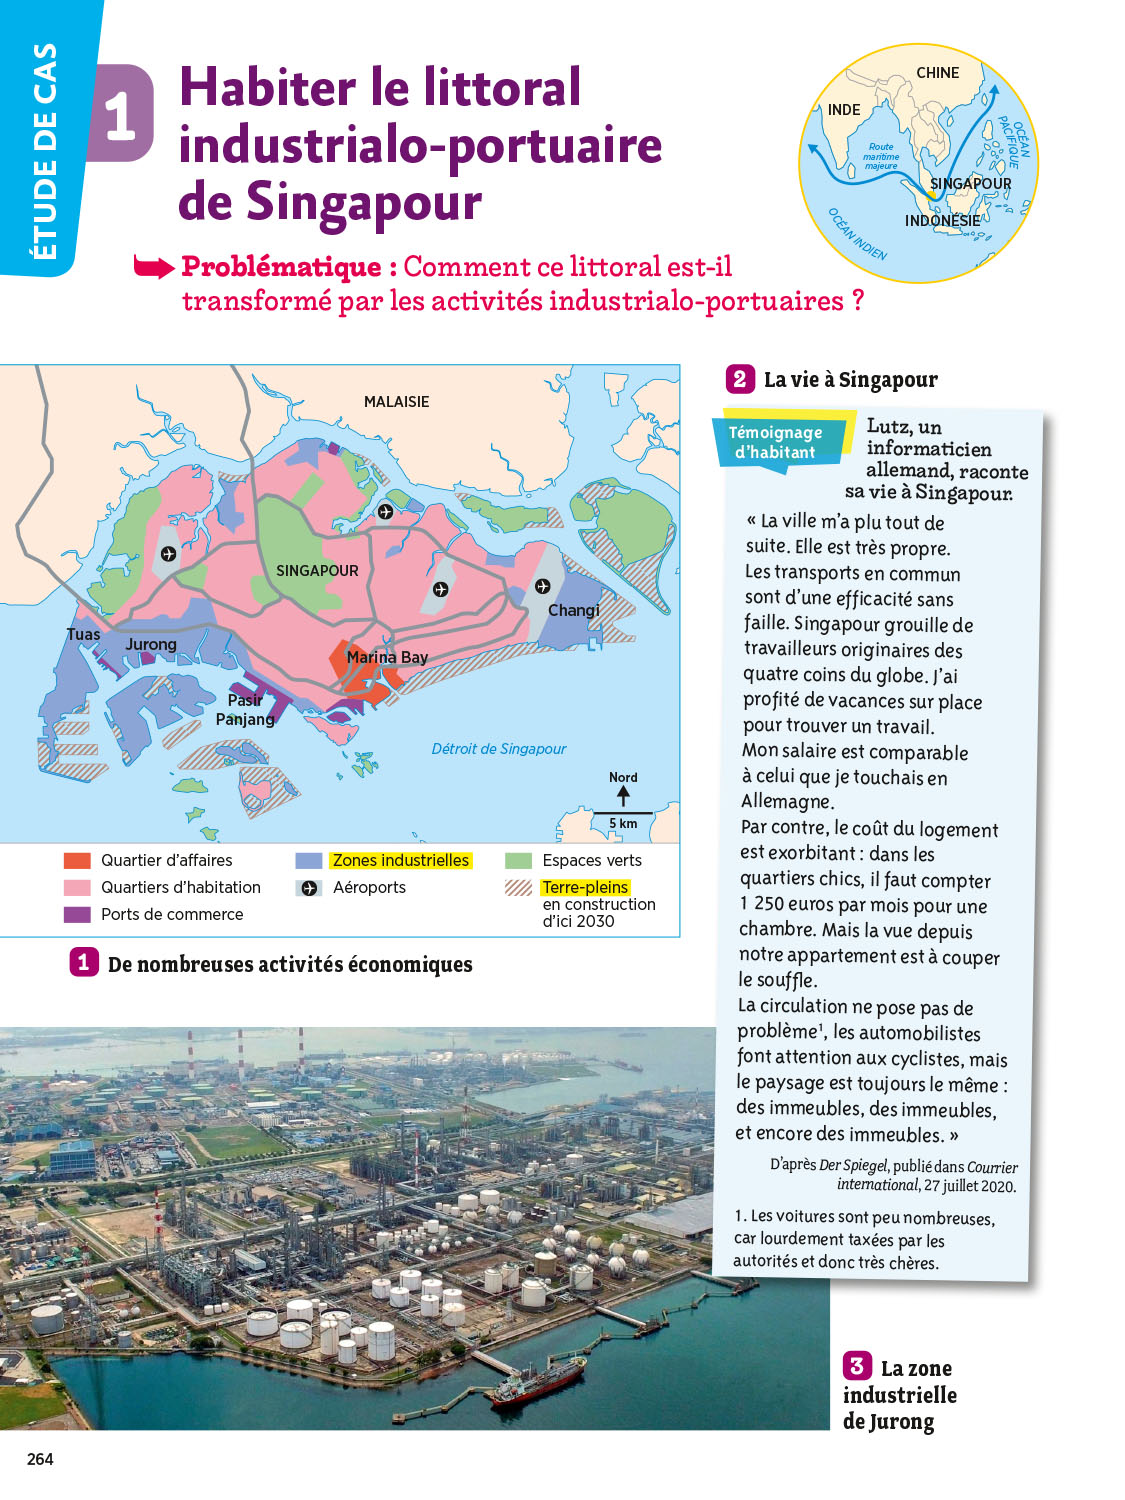 ÉTUDE DE CAS
1
Habiter le littoral
industrialo-portuaire
de Singapour
Problématique : Comment ce littoral est-il
transformé par les activités industrialo-portuaires ?
CHINE
INDE
OCÉAN
PACIFIQUE
Route
maritime
majeure
SINGAPOUR
INDONÉSIE
OCÉAN INDIEN
MALAISIE
SINGAPOUR
Changi
Tuas
Jurong
Marina Bay
Pasir
Panjang
Détroit de Singapour
Nord
5 km
Quartier d'affaires
Quartiers d'habitation
Ports de commerce
Zones industrielles
Aéroports
Espaces verts
Terre-pleins
en construction
d'ici 2030
1 De nombreuses activités économiques
2 La vie à Singapour
Témoignage
d'habitant
Lutz, un
informaticien
allemand, raconte
sa vie à Singapour.
« La ville m'a plu tout de
suite. Elle est très propre.
Les transports en commun
sont d'une efficacité sans
faille. Singapour grouille de
travailleurs originaires des
quatre coins du globe. J'ai
profité de vacances sur place
pour trouver un travail.
Mon salaire est comparable
à celui que je touchais en
Allemagne.
Par contre, le coût du logement
est exorbitant : dans les
quartiers chics, il faut compter
1 250 euros par mois pour une
chambre. Mais la vue depuis
notre appartement est à couper
le souffle.
La circulation ne pose pas de
problème¹, les automobilistes
font attention aux cyclistes, mais
le paysage est toujours le même :
des immeubles, des immeubles,
et encore des immeubles. »
D'après Der Spiegel, publié dans Courrier
international, 27 juillet 2020.
1. Les voitures sont peu nombreuses,
car lourdement taxées par les
autorités et donc très chères.
3 La zone
industrielle
de Jurong
264